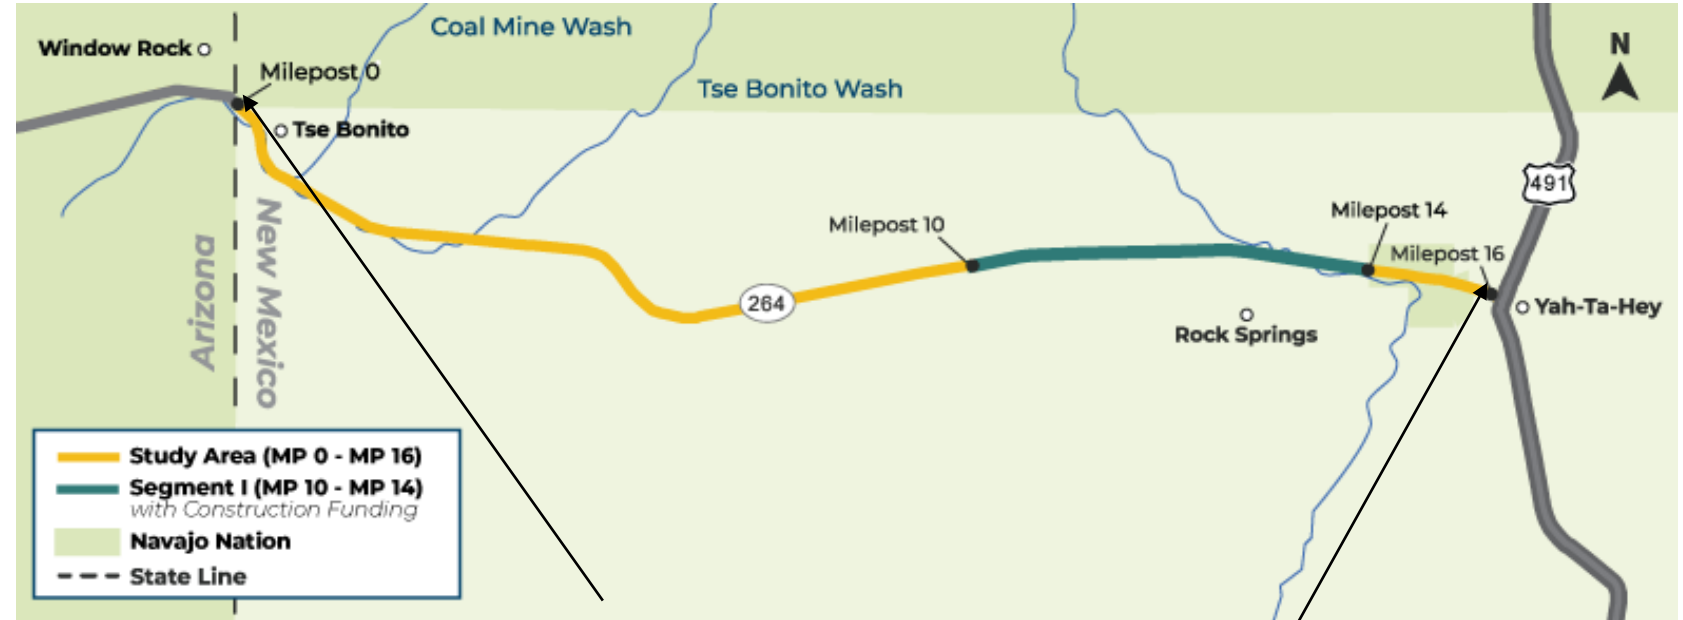 Coal Mine Wash
N
Window Rock
Milepost 0
Tse Bonito Wash
Tse Bonito
491
Milepost 14
Milepost 10
Milepost 16
New Mexico
Arizona
264
Yah-Ta-Hey
Rock Springs
Study Area (MP 0 - MP 16)
Segment I (MP 10 - MP 14)
with Construction Funding
Navajo Nation
State Line